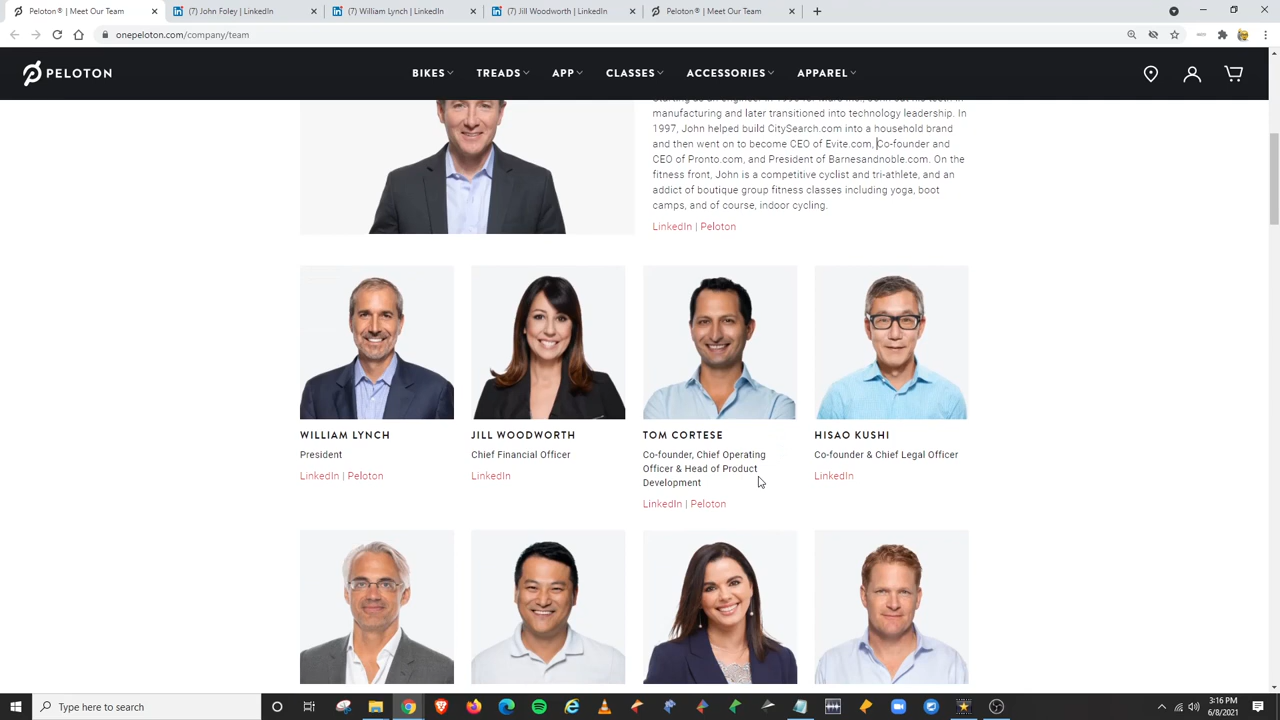 Peloton® | Meet Our Team
(7) John Foley | LinkedIn
(7) William Lynch | LinkedIn
(7) Jill Woodworth | LinkedIn
Peloton® | Meet Our Team
onepeloton.com/company/team
PELOTON
BIKES
TREADS
APP
CLASSES
ACCESSORIES
APPAREL
manufacturing and later transitioned into technology leadership. In
1997, John helped build CitySearch.com into a household brand
and then went on to become CEO of Evite.com, Co-founder and
CEO of Pronto.com, and President of Barnesandnoble.com. On the
fitness front, John is a competitive cyclist and tri-athlete, and an
addict of boutique group fitness classes including yoga, boot
camps, and of course, indoor cycling.
LinkedIn | Peloton
WILLIAM LYNCH
President
LinkedIn | Peloton
JILL WOODWORTH
Chief Financial Officer
LinkedIn
TOM CORTESE
Co-founder, Chief Operating
Officer & Head of Product
Development
LinkedIn | Peloton
HISAO KUSHI
Co-founder & Chief Legal Officer
LinkedIn
Type here to search
3:16 PM
6/8/2021